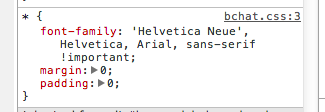 * { bchat.css:3
font-family: 'Helvetica Neue',
Helvetica, Arial, sans-serif
!important;
margin:▶0;
padding:▶0;
}